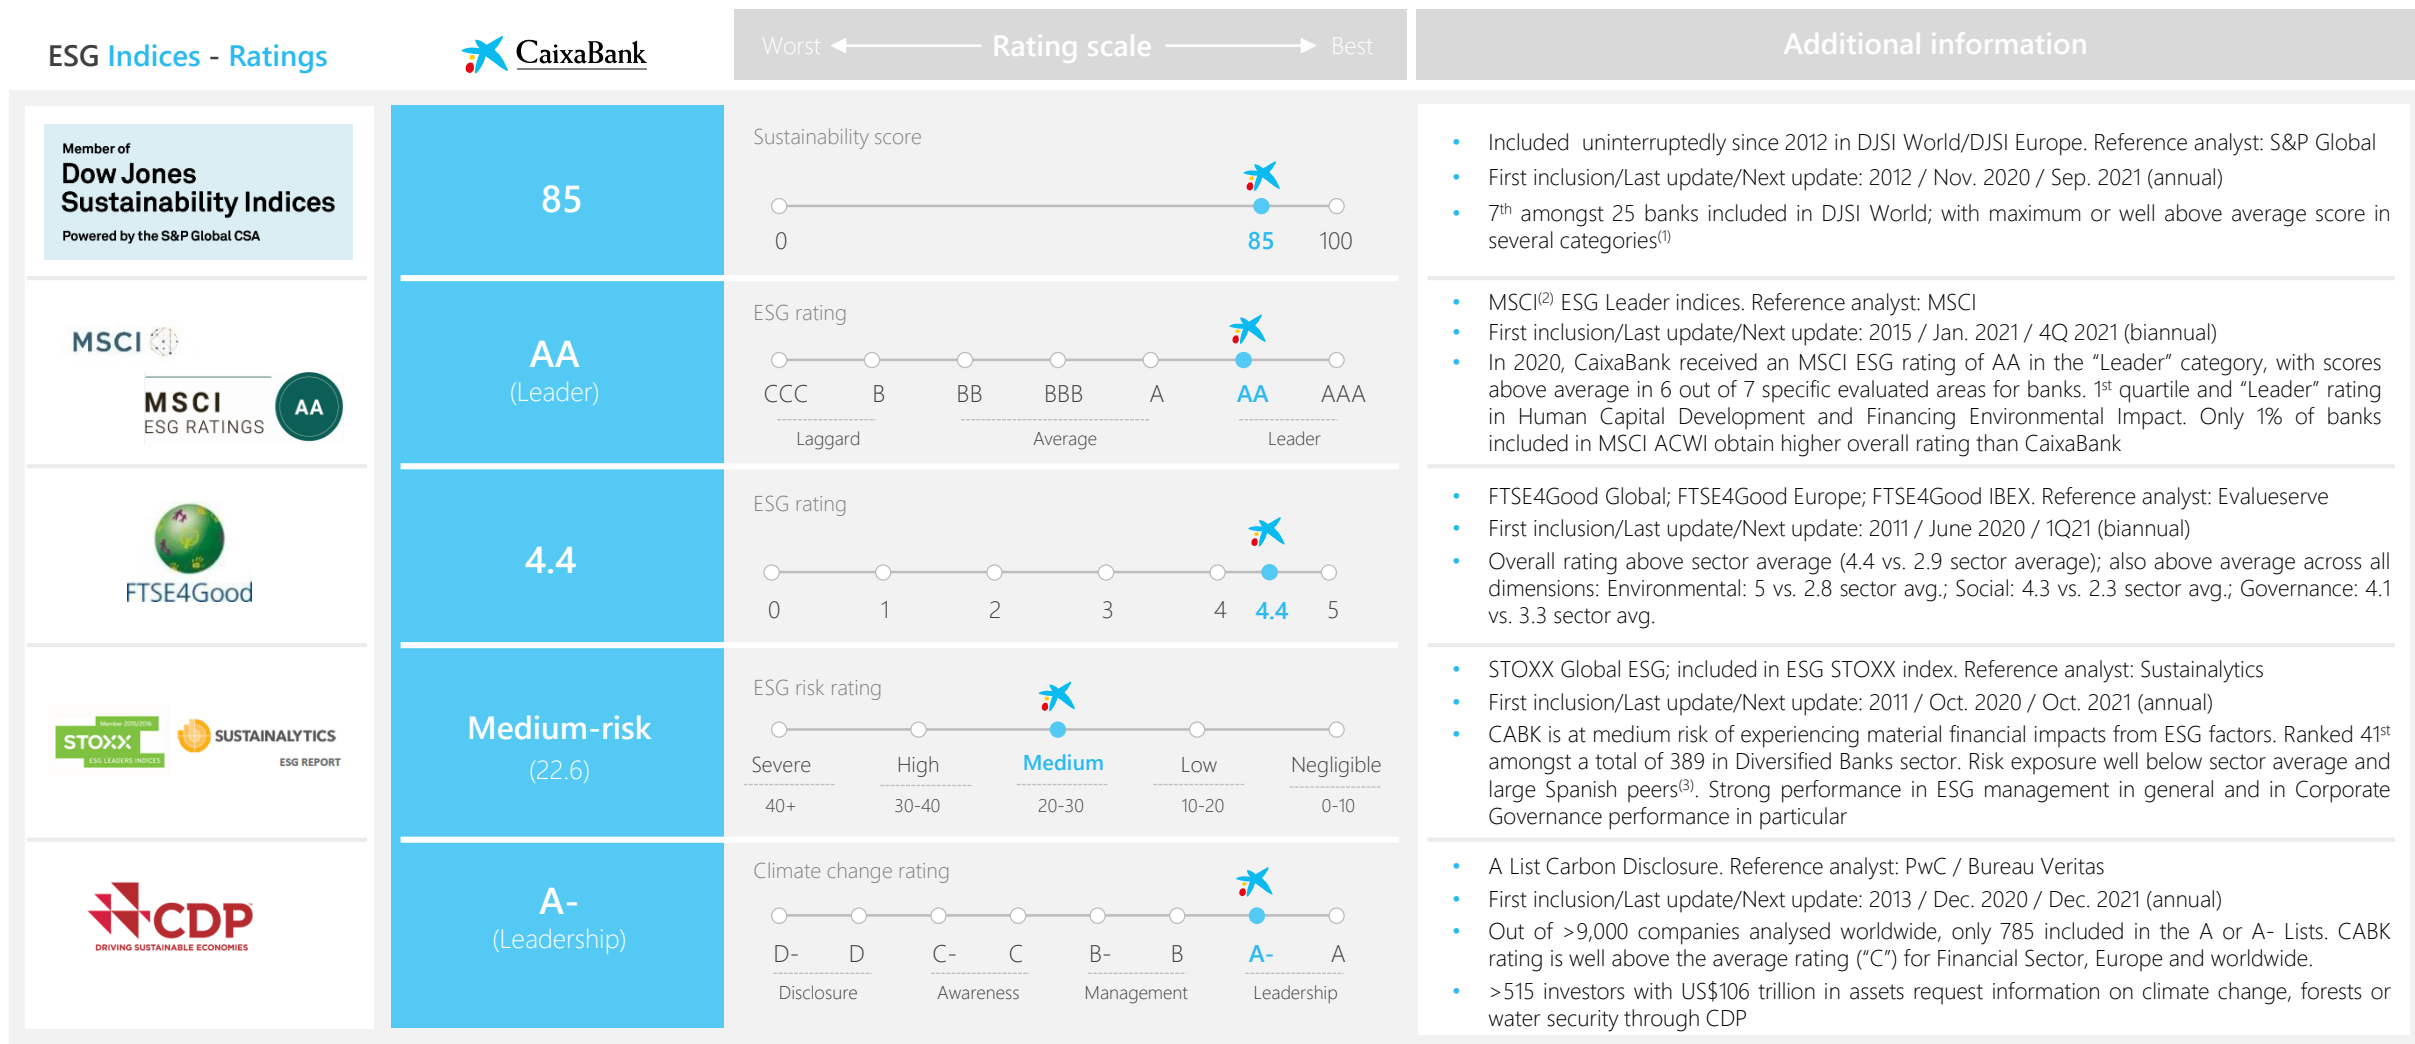 ESG Indices - Ratings
CaixaBank
Worst
Rating scale
Best
Additional information
Member of
Dow Jones
Sustainability Indices
Powered by the S&P Global CSA
85
Sustainability score
0
85
100
• Included uninterruptedly since 2012 in DJSI World/DJSI Europe. Reference analyst: S&P Global
• First inclusion/Last update/Next update: 2012 / Nov. 2020 / Sep. 2021 (annual)
• 7th amongst 25 banks included in DJSI World; with maximum or well above average score in
several categories(1)
MSCI
MSCI
ESG RATINGS
AA
AA
(Leader)
ESG rating
CCC B BB BBB A AA AAA
Laggard Average Leader
• MSCI(2) ESG Leader indices. Reference analyst: MSCI
• First inclusion/Last update/Next update: 2015 / Jan. 2021 / 4Q 2021 (biannual)
• In 2020, CaixaBank received an MSCI ESG rating of AA in the “Leader” category, with scores
above average in 6 out of 7 specific evaluated areas for banks. 1st quartile and “Leader” rating
in Human Capital Development and Financing Environmental Impact. Only 1% of banks
included in MSCI ACWI obtain higher overall rating than CaixaBank
FTSE4Good
4.4
ESG rating
0 1 2 3 4 4.4 5
• FTSE4Good Global; FTSE4Good Europe; FTSE4Good IBEX. Reference analyst: Evalueserve
• First inclusion/Last update/Next update: 2011 / June 2020 / 1Q21 (biannual)
• Overall rating above sector average (4.4 vs. 2.9 sector average); also above average across all
dimensions: Environmental: 5 vs. 2.8 sector avg.; Social: 4.3 vs. 2.3 sector avg.; Governance: 4.1
vs. 3.3 sector avg.
Member 2015/2016
STOXX
ESG LEADERS INDICES
SUSTAINALYTICS
ESG REPORT
Medium-risk
(22.6)
ESG risk rating
Severe High Medium Low Negligible
40+ 30-40 20-30 10-20 0-10
• STOXX Global ESG; included in ESG STOXX index. Reference analyst: Sustainalytics
• First inclusion/Last update/Next update: 2011 / Oct. 2020 / Oct. 2021 (annual)
• CABK is at medium risk of experiencing material financial impacts from ESG factors. Ranked 41st
amongst a total of 389 in Diversified Banks sector. Risk exposure well below sector average and
large Spanish peers(3). Strong performance in ESG management in general and in Corporate
Governance performance in particular
CDP
DRIVING SUSTAINABLE ECONOMIES
A-
(Leadership)
Climate change rating
D- D C- C B- B A- A
Disclosure Awareness Management Leadership
• A List Carbon Disclosure. Reference analyst: PwC / Bureau Veritas
• First inclusion/Last update/Next update: 2013 / Dec. 2020 / Dec. 2021 (annual)
• Out of >9,000 companies analysed worldwide, only 785 included in the A or A- Lists. CABK
rating is well above the average rating (“C”) for Financial Sector, Europe and worldwide.
• >515 investors with US$106 trillion in assets request information on climate change, forests or
water security through CDP